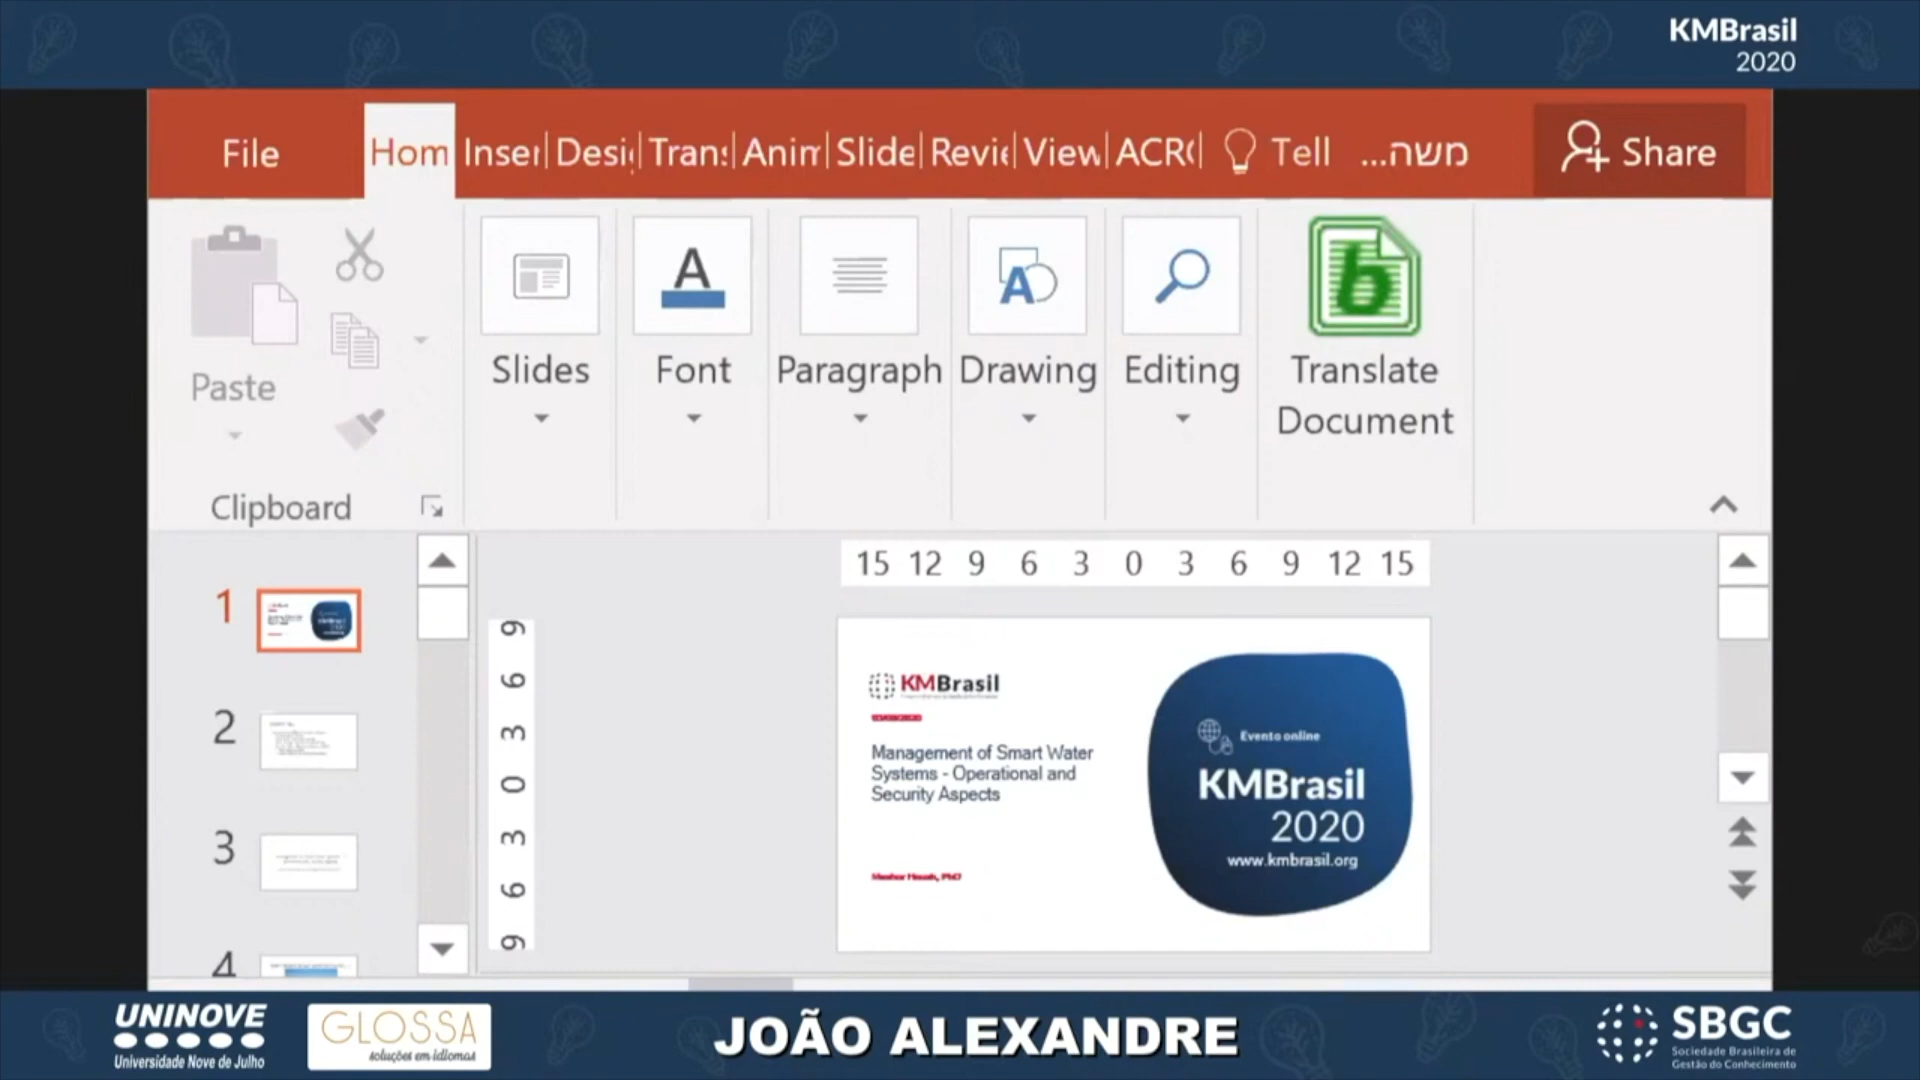 KMBrasil
2020
File
Hom
Inser
Desi
Trans
Anim
Slide
Revie
View
ACR
Tell
משה...
Share
Paste
Clipboard
Slides
Font
Paragraph
Drawing
Editing
Translate
Document
15 12 9 6 3 0 3 6 9 12 15
9
6
3
0
3
6
9
1
2
3
4
KMBrasil
Management of Smart Water
Systems - Operational and
Security Aspects
Evento online
KMBrasil
2020
www.kmbrasil.org
UNINOVE
Universidade Nove de Julho
GLOSSA
soluções em idiomas
JOÃO ALEXANDRE
SBGC
Sociedade Brasileira de
Gestão do Conhecimento